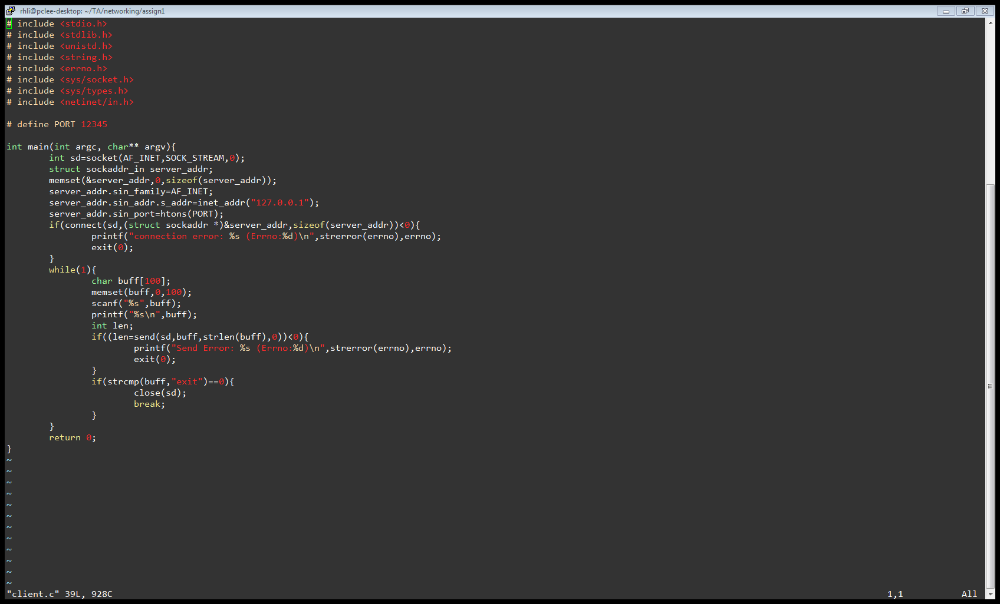 rhli@pclee-desktop: ~/TA/networking/assign1
# include <stdio.h>
# include <stdlib.h>
# include <unistd.h>
# include <string.h>
# include <errno.h>
# include <sys/socket.h>
# include <sys/types.h>
# include <netinet/in.h>

# define PORT 12345

int main(int argc, char** argv){
        int sd=socket(AF_INET,SOCK_STREAM,0);
        struct sockaddr_in server_addr;
        memset(&server_addr,0,sizeof(server_addr));
        server_addr.sin_family=AF_INET;
        server_addr.sin_addr.s_addr=inet_addr("127.0.0.1");
        server_addr.sin_port=htons(PORT);
        if(connect(sd,(struct sockaddr *)&server_addr,sizeof(server_addr))<0){
                printf("connection error: %s (Errno:%d)\n",strerror(errno),errno);
                exit(0);
        }
        while(1){
                char buff[100];
                memset(buff,0,100);
                scanf("%s",buff);
                printf("%s\n",buff);
                int len;
                if((len=send(sd,buff,strlen(buff),0))<0){
                        printf("Send Error: %s (Errno:%d)\n",strerror(errno),errno);
                        exit(0);
                }
                if(strcmp(buff,"exit")==0){
                        close(sd);
                        break;
                }
        }
        return 0;
}
~
~
~
~
~
~
~
~
~
~
~
~
"client.c" 39L, 928C 1,1 All